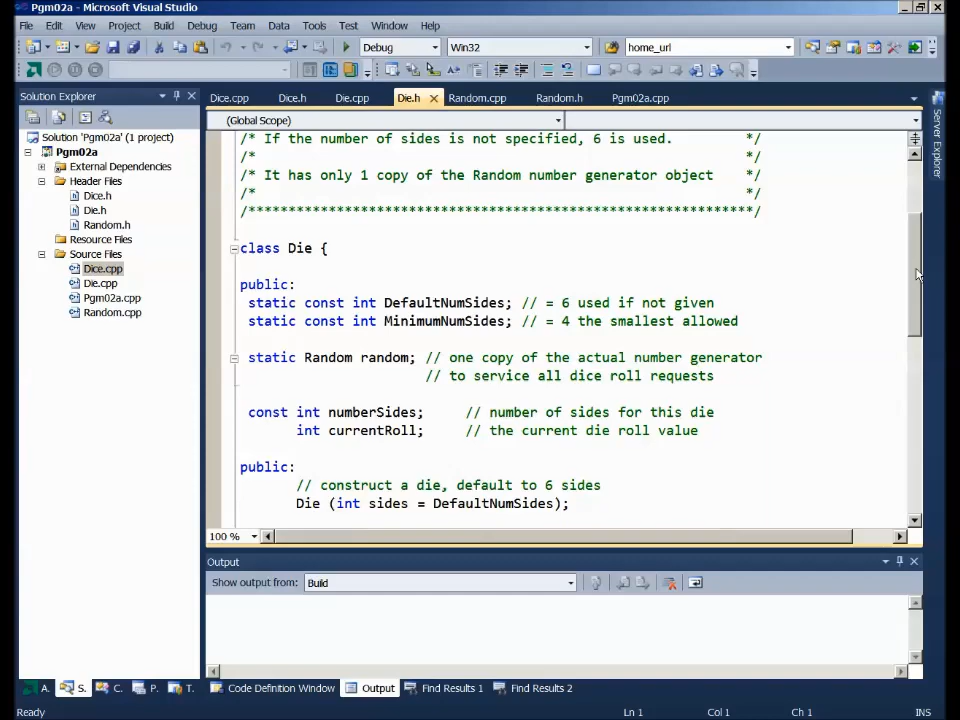 Pgm02a - Microsoft Visual Studio
File Edit View Project Build Debug Team Data Tools Test Window Help
Debug Win32 home_url
Solution Explorer
Dice.cpp Dice.h Die.cpp Die.h Random.cpp Random.h Pgm02a.cpp
(Global Scope)
Solution 'Pgm02a' (1 project)
Pgm02a
External Dependencies
Header Files
Dice.h
Die.h
Random.h
Resource Files
Source Files
Dice.cpp
Die.cpp
Pgm02a.cpp
Random.cpp
/* If the number of sides is not specified, 6 is used. */
/* */
/* It has only 1 copy of the Random number generator object */
/* */
/***************************************************************/
class Die {
public:
static const int DefaultNumSides; // = 6 used if not given
static const int MinimumNumSides; // = 4 the smallest allowed
static Random random; // one copy of the actual number generator
// to service all dice roll requests
const int numberSides; // number of sides for this die
int currentRoll; // the current die roll value
public:
// construct a die, default to 6 sides
Die (int sides = DefaultNumSides);
100 %
Server Explorer
Output
Show output from: Build
A. S. C. P. T. Code Definition Window Output Find Results 1 Find Results 2
Ready Ln 1 Col 1 Ch 1 INS